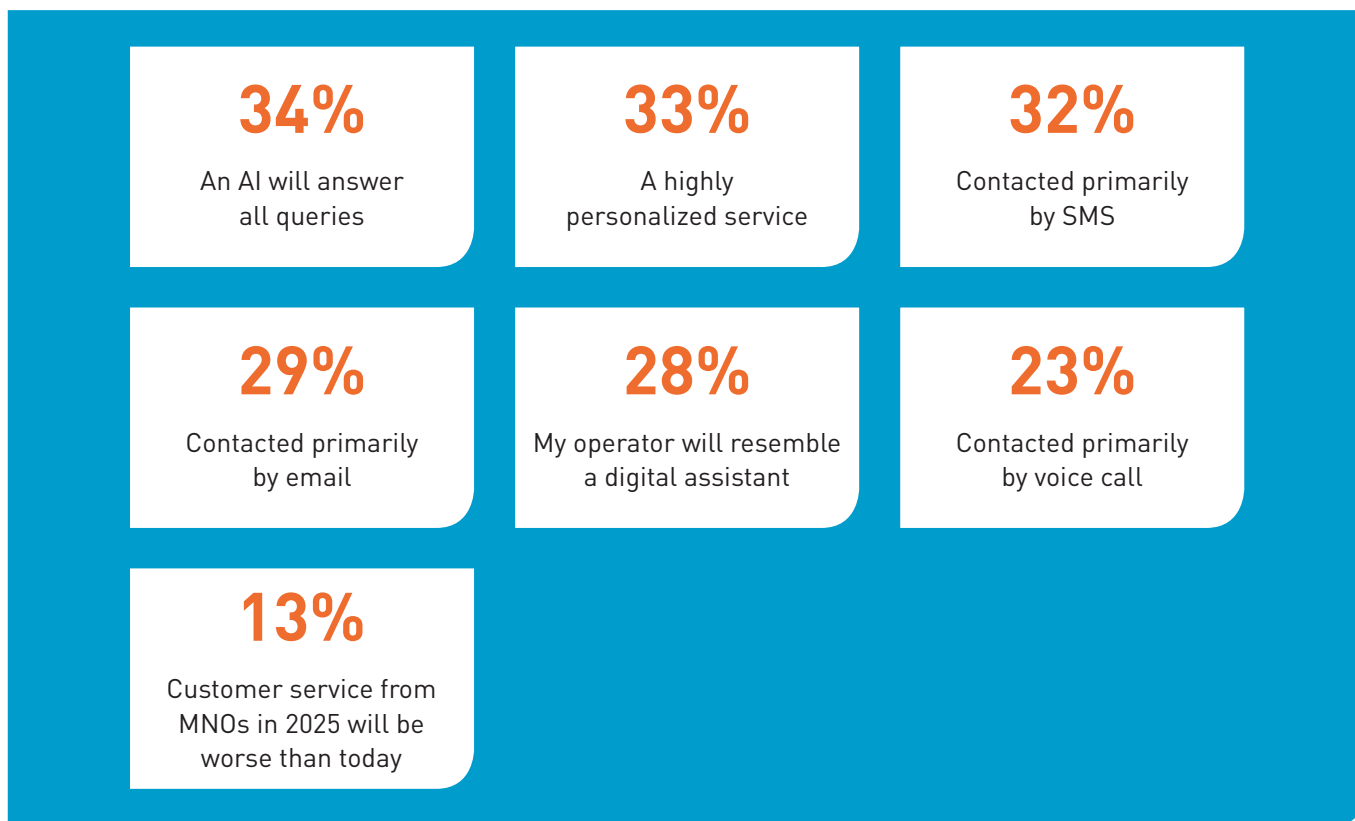 34%
An AI will answer
all queries
33%
A highly
personalized service
32%
Contacted primarily
by SMS
29%
Contacted primarily
by email
28%
My operator will resemble
a digital assistant
23%
Contacted primarily
by voice call
13%
Customer service from
MNOs in 2025 will be
worse than today